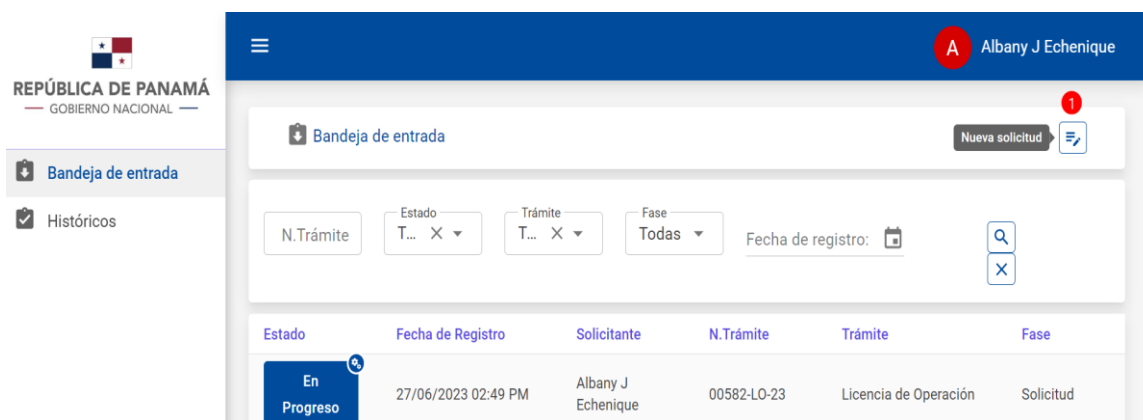 A Albany J Echenique
REPÚBLICA DE PANAMÁ
GOBIERNO NACIONAL
1
Bandeja de entrada
Nueva solicitud
Bandeja de entrada
Históricos
N.Trámite
Estado
T...
Trámite
T...
Fase
Todas
Fecha de registro:
Estado Fecha de Registro Solicitante N.Trámite Trámite Fase
En
Progreso
27/06/2023 02:49 PM
Albany J
Echenique
00582-LO-23
Licencia de Operación
Solicitud